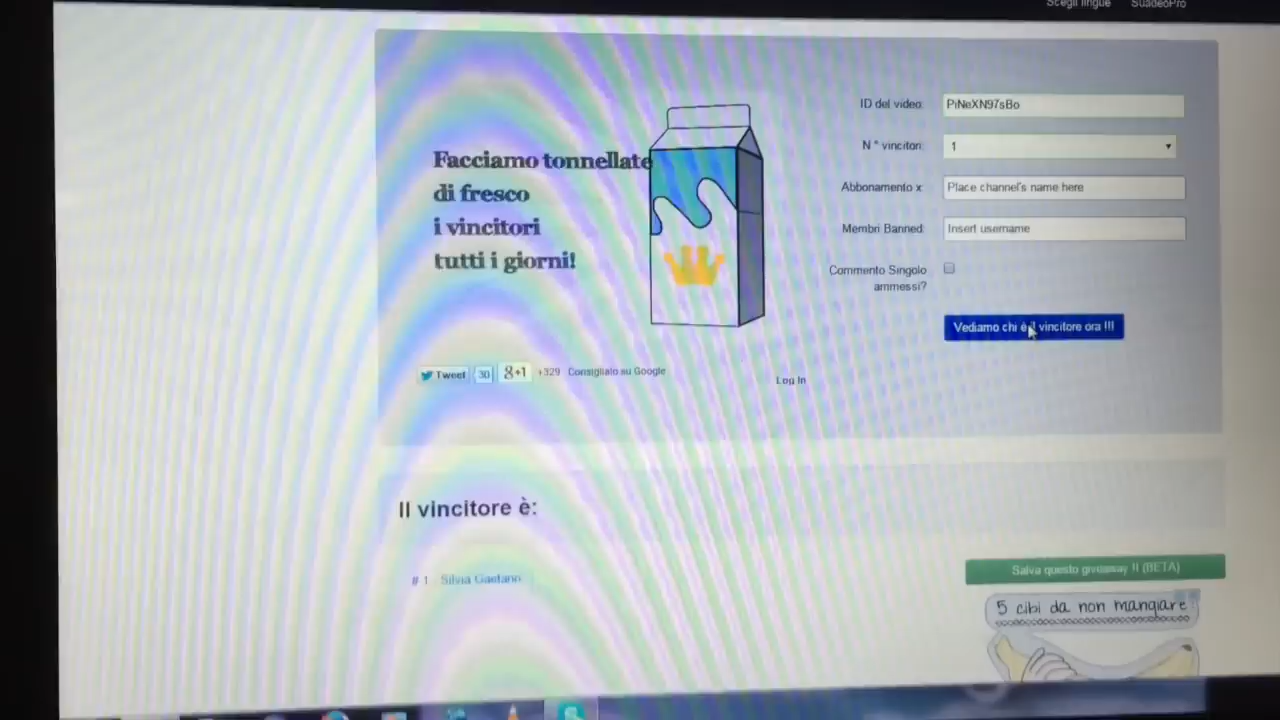 Scegli lingue SuadeoPro
ID del video: PiNeXN97sBo
N ° vincitori: 1
Facciamo tonnellate
di fresco
i vincitori
tutti i giorni!
Abbonamento x: Place channel's name here
Membri Banned: Insert username
Commento Singolo
ammessi?
Vediamo chi è il vincitore ora !!!
Tweet 30 g+1 +329 Consiglialo su Google
Log In
Il vincitore è:
# 1 Silvia Gaetano
Salva questo giveaway !! (BETA)
5 cibi da non mangiare